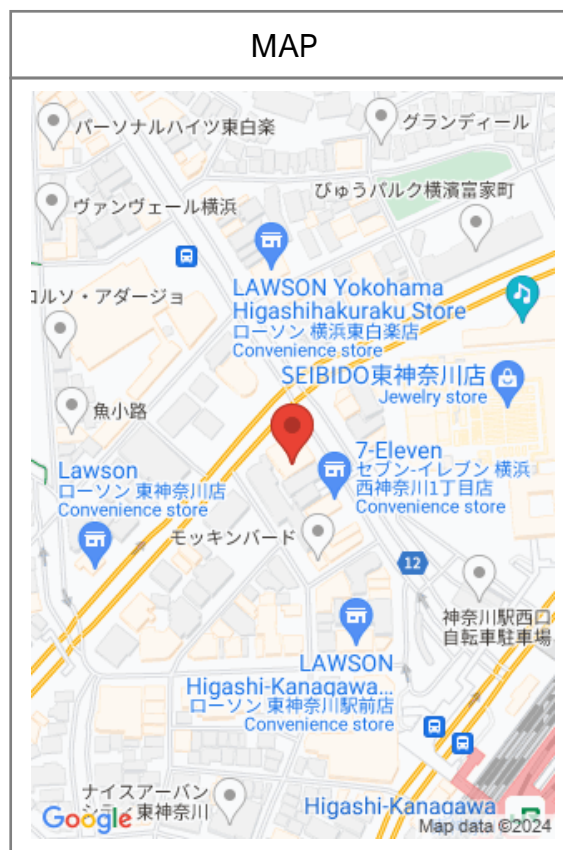 MAP
パーソナルハイツ東白楽
グランディール
びゅうパルク横濱富家町
ヴァンヴェール横浜
LAWSON Yokohama
Higashihakuraku Store
ローソン 横浜東白楽店
Convenience store
ルソ・アダージョ
SEIBIDO東神奈川店
Jewelry store
魚小路
7-Eleven
セブン-イレブン 横浜
西神奈川1丁目店
Convenience store
Lawson
ローソン 東神奈川店
Convenience store
モッキンバード
12
神奈川駅西口
自転車駐車場
LAWSON
Higashi-Kanagawa...
ローソン 東神奈川駅前店
Convenience store
ナイスアーバン
シティ東神奈川
Higashi-Kanagawa
Google
Map data ©2024